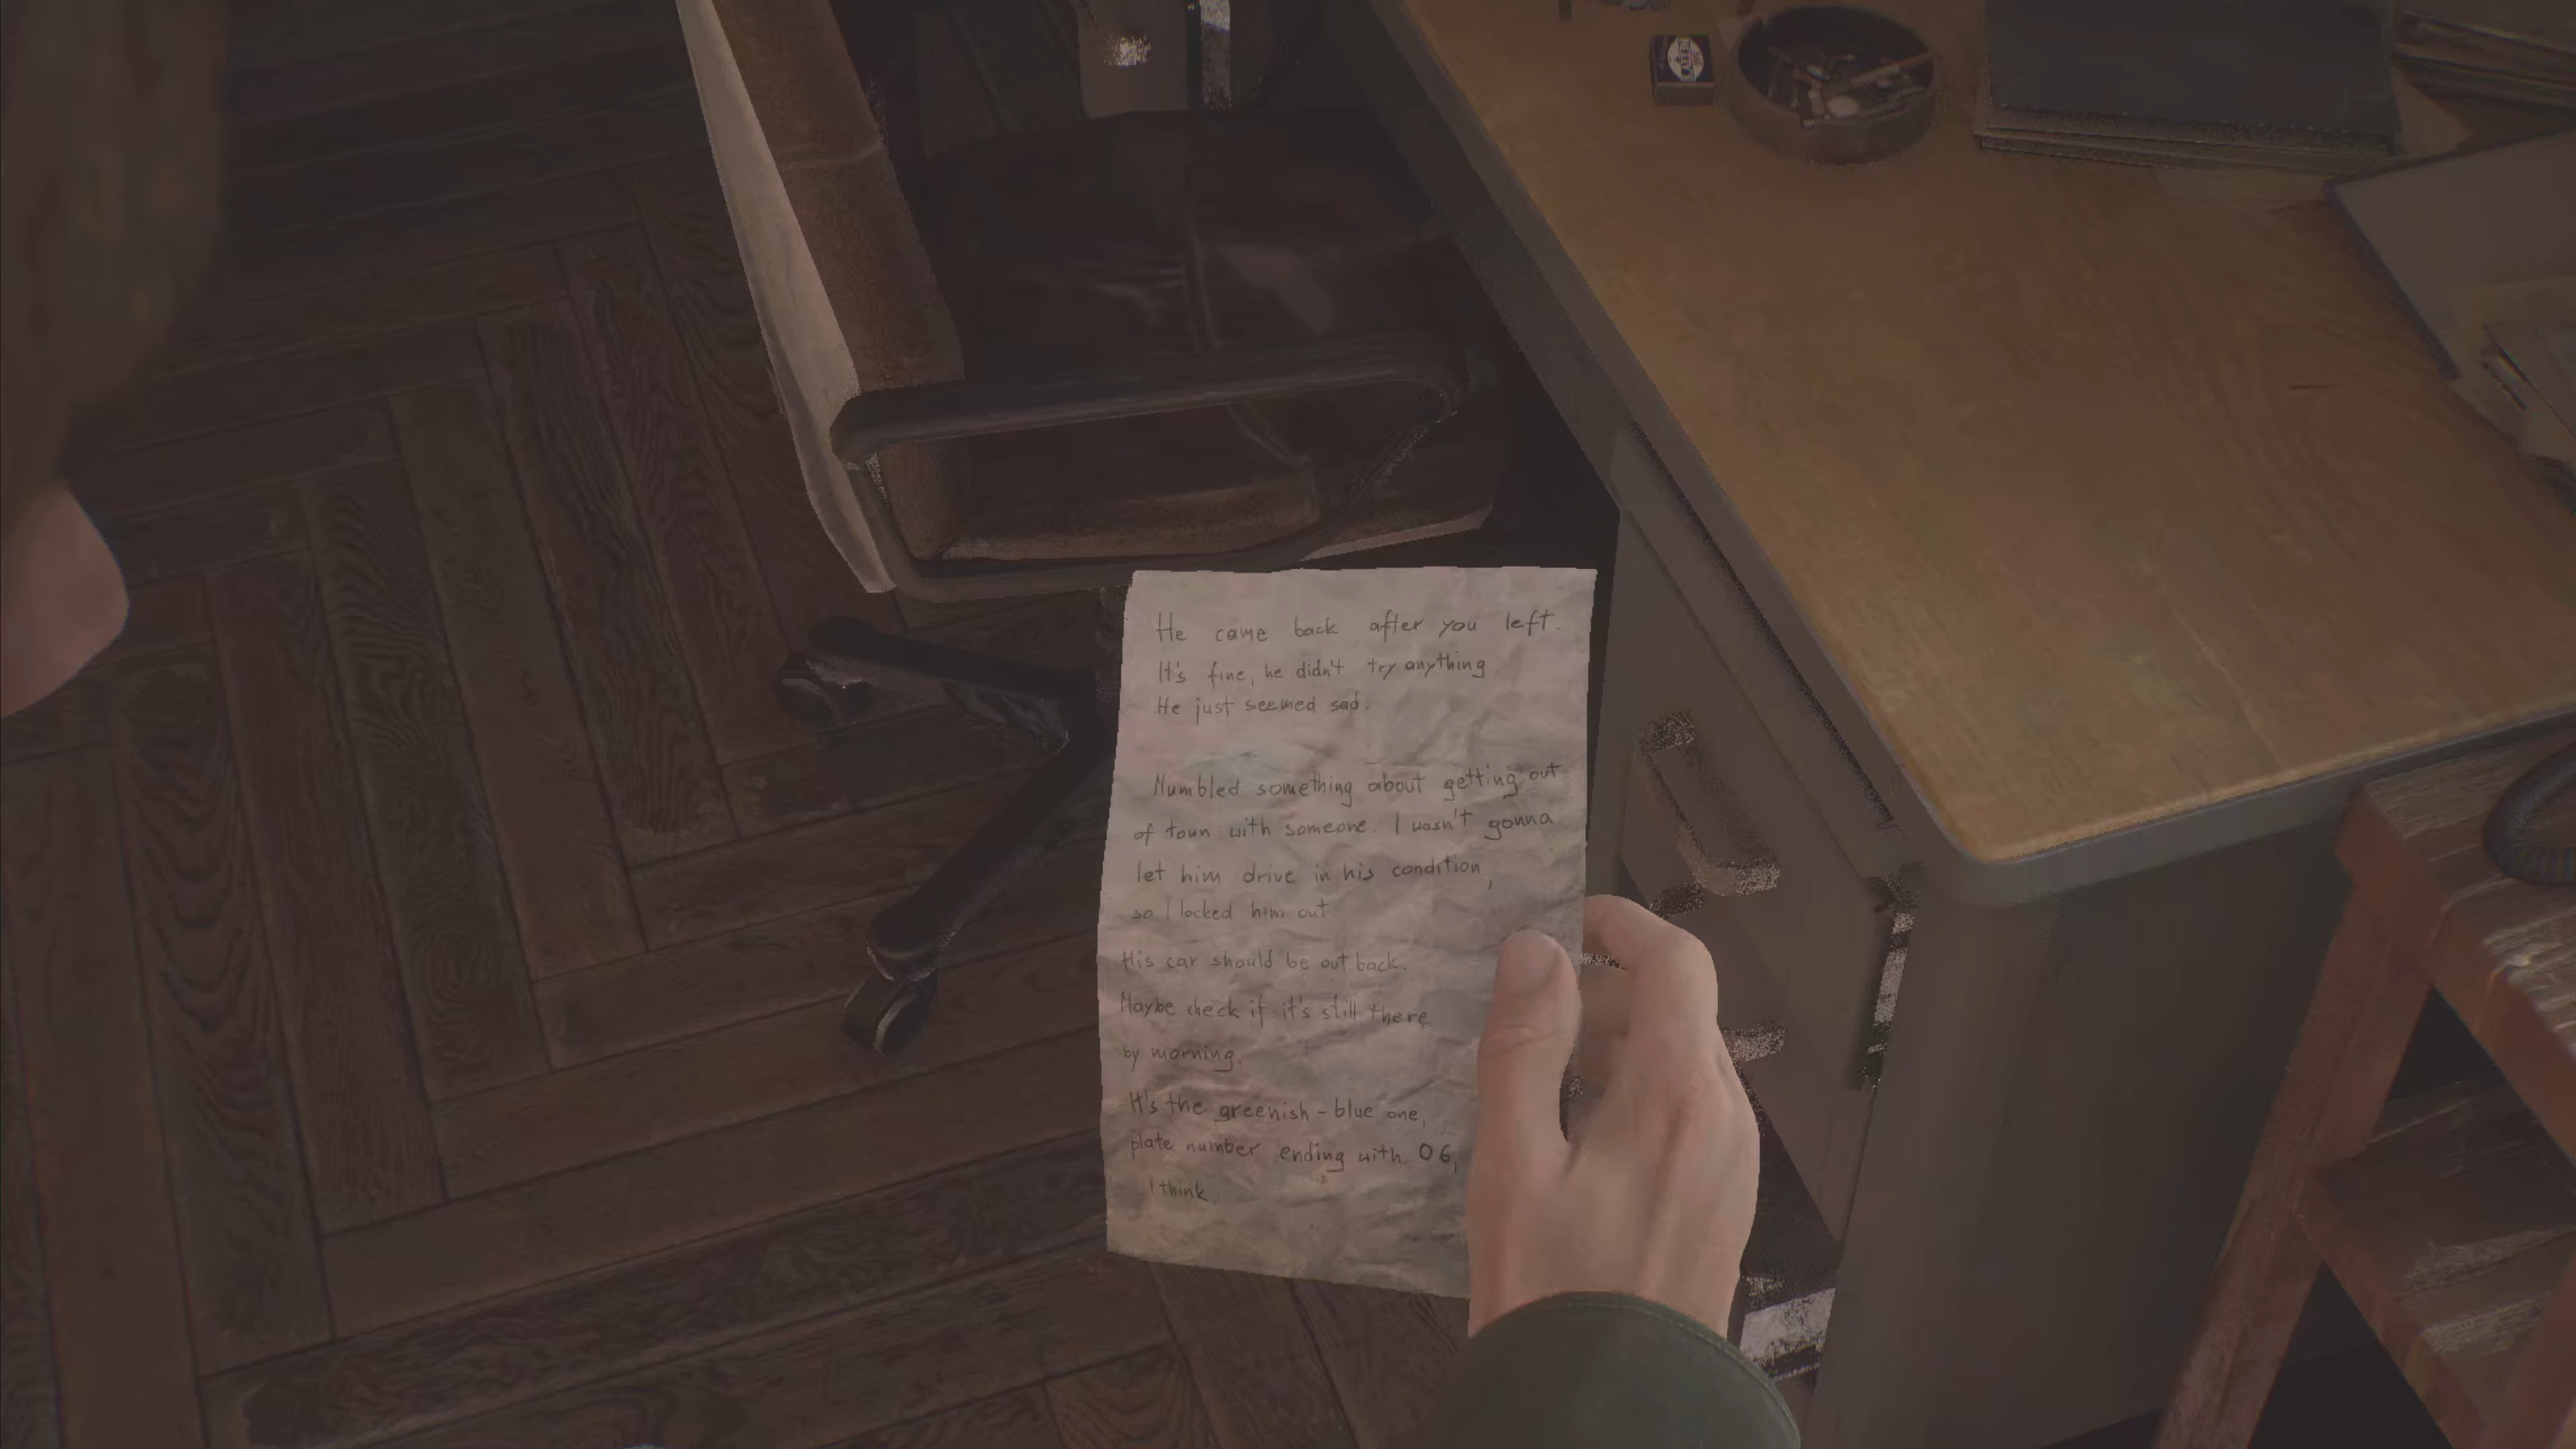 He came back after you left.
It's fine, he didn't try anything.
He just seemed sad.
Mumbled something about getting out
of town with someone. I wasn't gonna
let him drive in his condition,
so I locked him out.
His car should be out back.
Maybe check if it's still there
by morning.
It's the greenish-blue one,
plate number ending with 06,
I think.